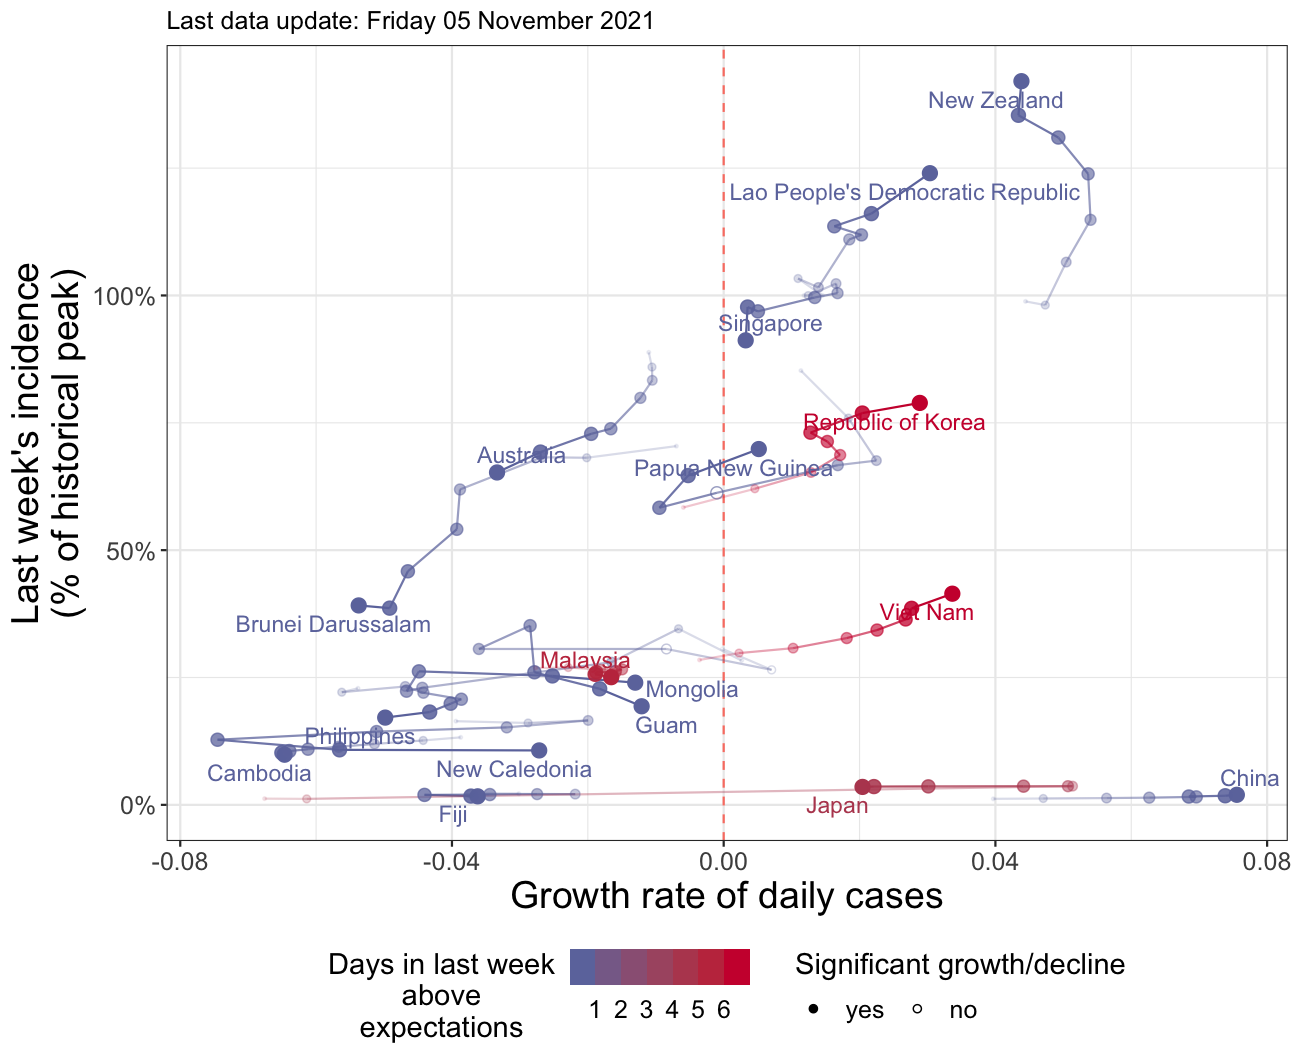 Last data update: Friday 05 November 2021
New Zealand
Lao People's Democratic Republic
100%
Singapore
Republic of Korea
Australia
Papua New Guinea
50%
Viet Nam
Brunei Darussalam
Malaysia
Mongolia
Guam
Philippines
Cambodia
New Caledonia
China
0%
Japan
Fiji
Last week's incidence
(% of historical peak)
-0.08
-0.04
0.00
0.04
0.08
Growth rate of daily cases
Days in last week
above
expectations
1 2 3 4 5 6
Significant growth/decline
yes
no